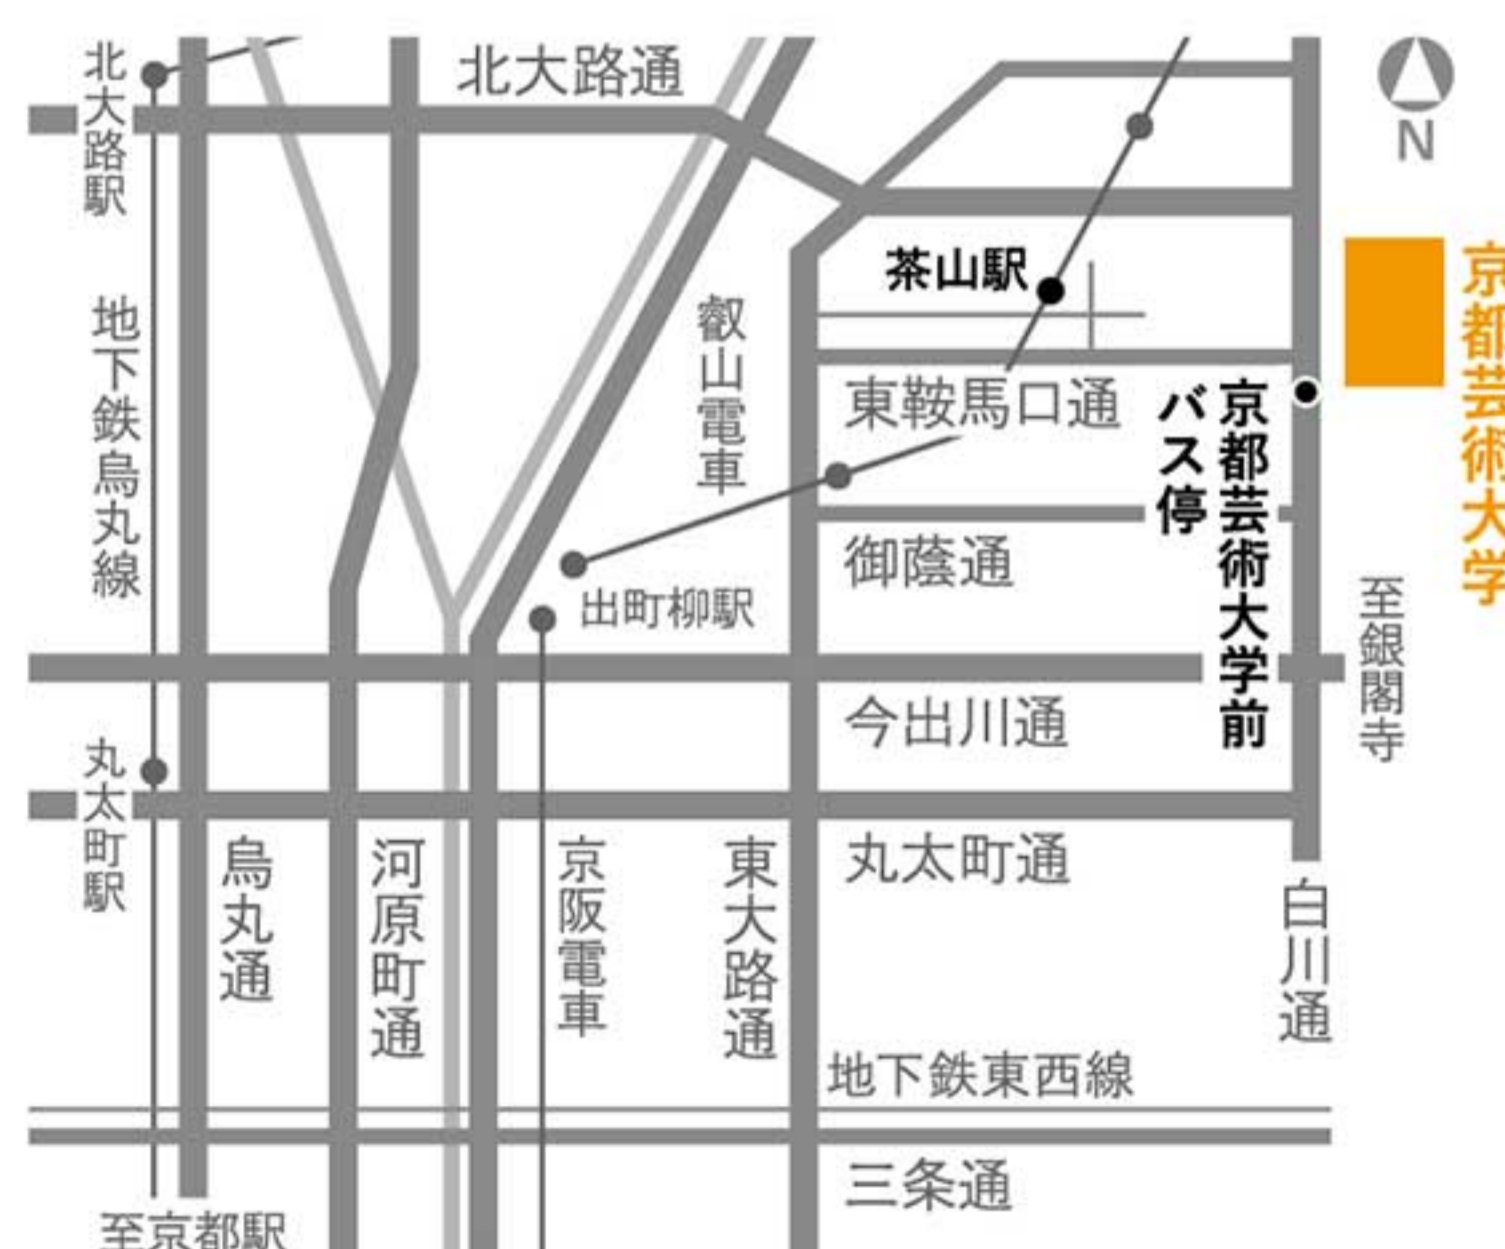 北大路通
N
北大路駅
茶山駅
京都芸術大学
叡山電車
地下鉄烏丸線
東鞍馬口通
京都芸術大学前
バス停
御蔭通
出町柳駅
至銀閣寺
今出川通
丸太町駅
丸太町通
烏丸通
河原町通
京阪電車
東大路通
白川通
地下鉄東西線
三条通
至京都駅